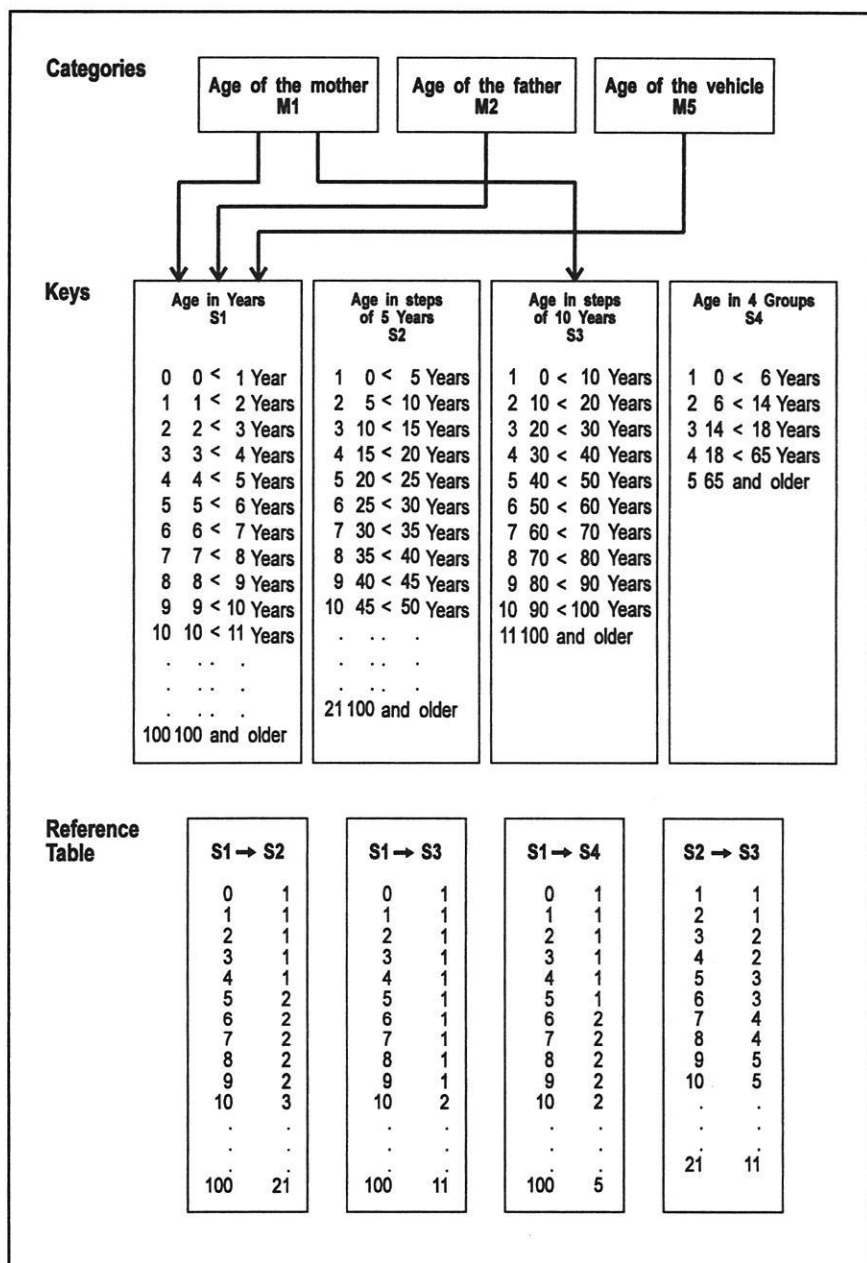 Categories
Age of the mother
M1
Age of the father
M2
Age of the vehicle
M5
Keys
Age in Years
S1
0 0 < 1 Year
1 1 < 2 Years
2 2 < 3 Years
3 3 < 4 Years
4 4 < 5 Years
5 5 < 6 Years
6 6 < 7 Years
7 7 < 8 Years
8 8 < 9 Years
9 9 < 10 Years
10 10 < 11 Years
. . . .
. . . .
. . . .
100 100 and older
Age in steps
of 5 Years
S2
1 0 < 5 Years
2 5 < 10 Years
3 10 < 15 Years
4 15 < 20 Years
5 20 < 25 Years
6 25 < 30 Years
7 30 < 35 Years
8 35 < 40 Years
9 40 < 45 Years
10 45 < 50 Years
. . . .
. . . .
. . . .
21 100 and older
Age in steps
of 10 Years
S3
1 0 < 10 Years
2 10 < 20 Years
3 20 < 30 Years
4 30 < 40 Years
5 40 < 50 Years
6 50 < 60 Years
7 60 < 70 Years
8 70 < 80 Years
9 80 < 90 Years
10 90 < 100 Years
11 100 and older
Age in 4 Groups
S4
1 0 < 6 Years
2 6 < 14 Years
3 14 < 18 Years
4 18 < 65 Years
5 65 and older
Reference
Table
S1 → S2
0 1
1 1
2 1
3 1
4 1
5 2
6 2
7 2
8 2
9 2
10 3
. .
. .
. .
100 21
S1 → S3
0 1
1 1
2 1
3 1
4 1
5 1
6 1
7 1
8 1
9 1
10 2
. .
. .
. .
100 11
S1 → S4
0 1
1 1
2 1
3 1
4 1
5 1
6 2
7 2
8 2
9 2
10 2
. .
. .
. .
100 5
S2 → S3
1 1
2 1
3 2
4 2
5 3
6 3
7 4
8 4
9 5
10 5
. .
. .
. .
21 11